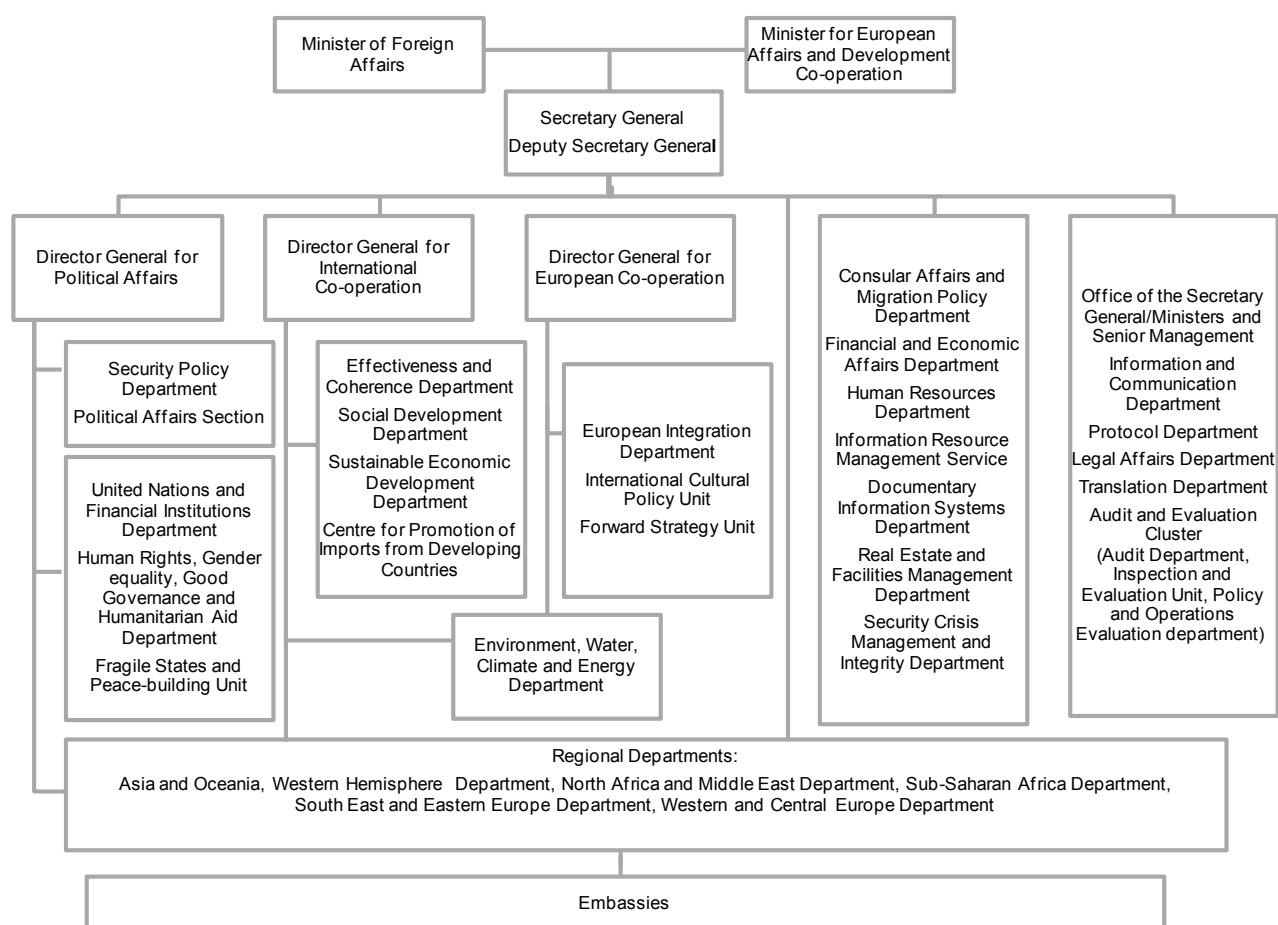 Minister of Foreign
Affairs
Minister for European
Affairs and Development
Co-operation
Secretary General
Deputy Secretary General
Director General for
Political Affairs
Director General for
International
Co-operation
Director General for
European Co-operation
Consular Affairs and
Migration Policy
Department
Financial and Economic
Affairs Department
Human Resources
Department
Information Resource
Management Service
Documentary
Information Systems
Department
Real Estate and
Facilities Management
Department
Security Crisis
Management and
Integrity Department
Office of the Secretary
General/Ministers and
Senior Management
Information and
Communication
Department
Protocol Department
Legal Affairs Department
Translation Department
Audit and Evaluation
Cluster
(Audit Department,
Inspection and
Evaluation Unit, Policy
and Operations
Evaluation department)
Security Policy
Department
Political Affairs Section
United Nations and
Financial Institutions
Department
Human Rights, Gender
equality, Good
Governance and
Humanitarian Aid
Department
Fragile States and
Peace-building Unit
Effectiveness and
Coherence Department
Social Development
Department
Sustainable Economic
Development
Department
Centre for Promotion of
Imports from Developing
Countries
European Integration
Department
International Cultural
Policy Unit
Forward Strategy Unit
Environment, Water,
Climate and Energy
Department
Regional Departments:
Asia and Oceania, Western Hemisphere Department, North Africa and Middle East Department, Sub-Saharan Africa Department,
South East and Eastern Europe Department, Western and Central Europe Department
Embassies